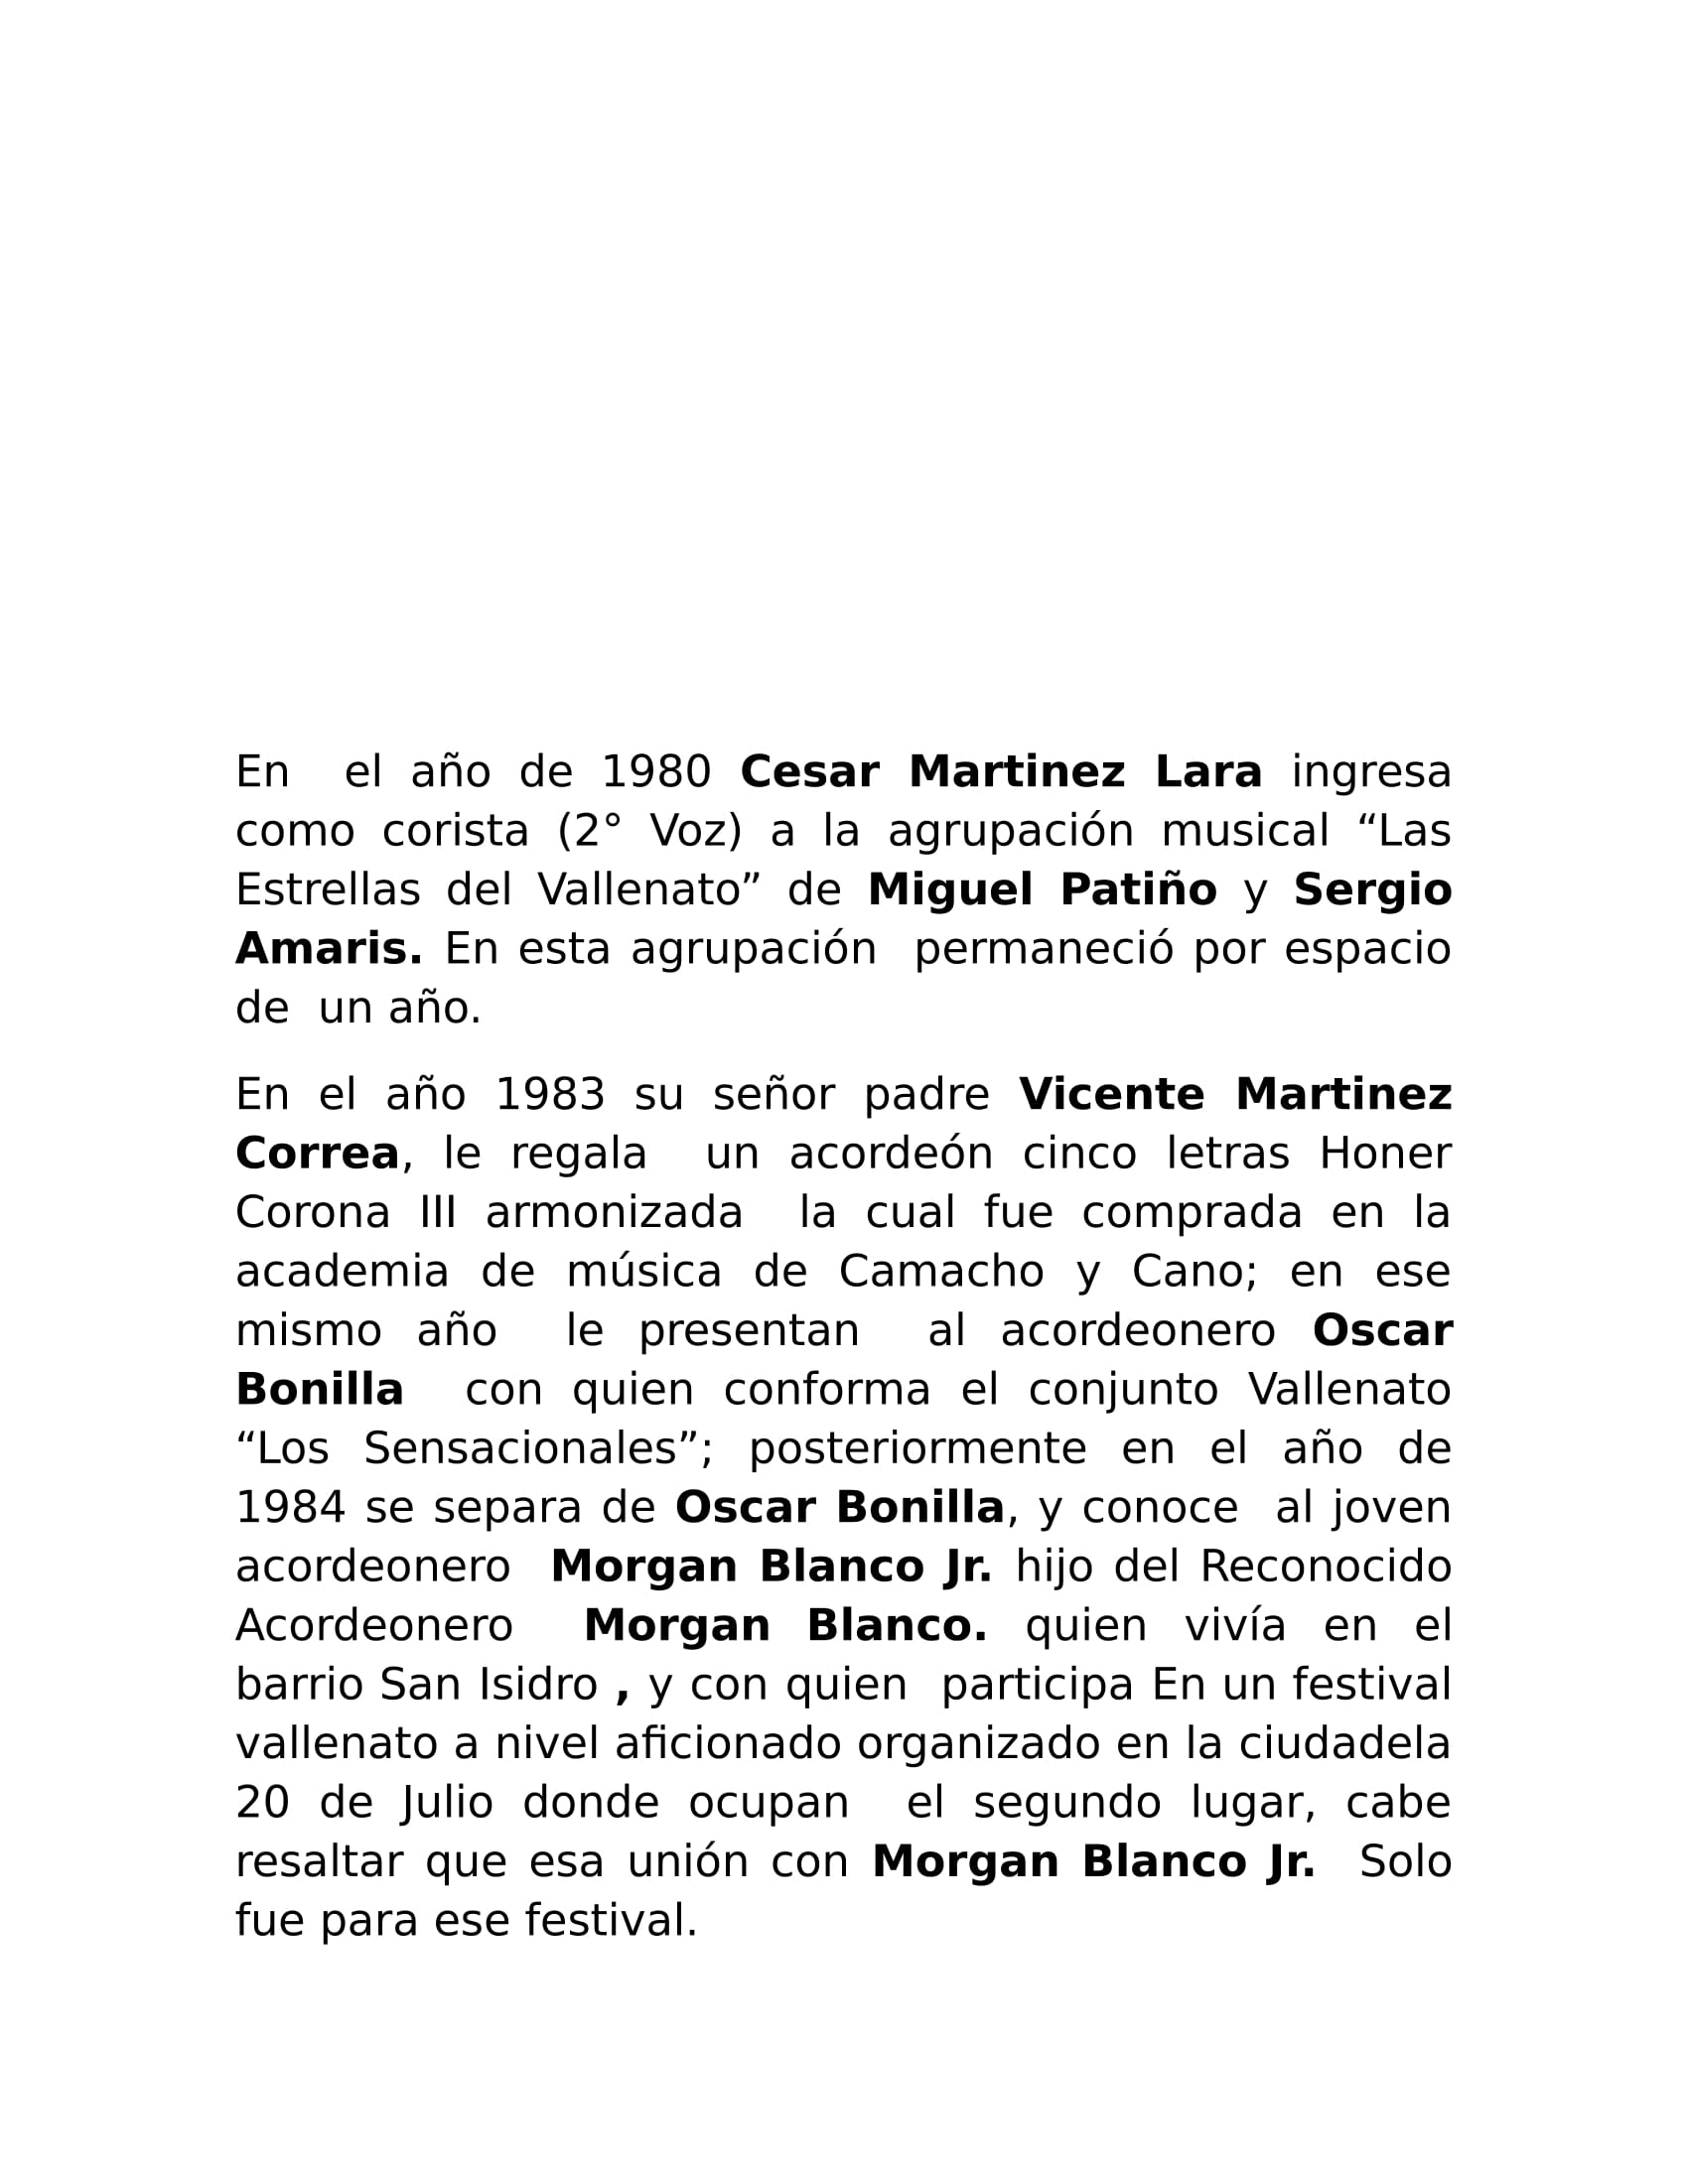 En  el año de 1980 Cesar Martinez Lara ingresa
como corista (2° Voz) a la agrupación musical “Las
Estrellas del Vallenato” de Miguel Patiño y Sergio
Amaris. En esta agrupación  permaneció por espacio
de  un año.
En el año 1983 su señor padre Vicente Martinez
Correa, le regala  un acordeón cinco letras Honer
Corona III armonizada  la cual fue comprada en la
academia de música de Camacho y Cano; en ese
mismo año  le presentan  al acordeonero Oscar
Bonilla  con quien conforma el conjunto Vallenato
“Los Sensacionales”; posteriormente en el año de
1984 se separa de Oscar Bonilla, y conoce  al joven
acordeonero  Morgan Blanco Jr. hijo del Reconocido
Acordeonero  Morgan Blanco. quien vivía en el
barrio San Isidro , y con quien  participa En un festival
vallenato a nivel aficionado organizado en la ciudadela
20 de Julio donde ocupan  el segundo lugar, cabe
resaltar que esa unión con Morgan Blanco Jr.  Solo
fue para ese festival.